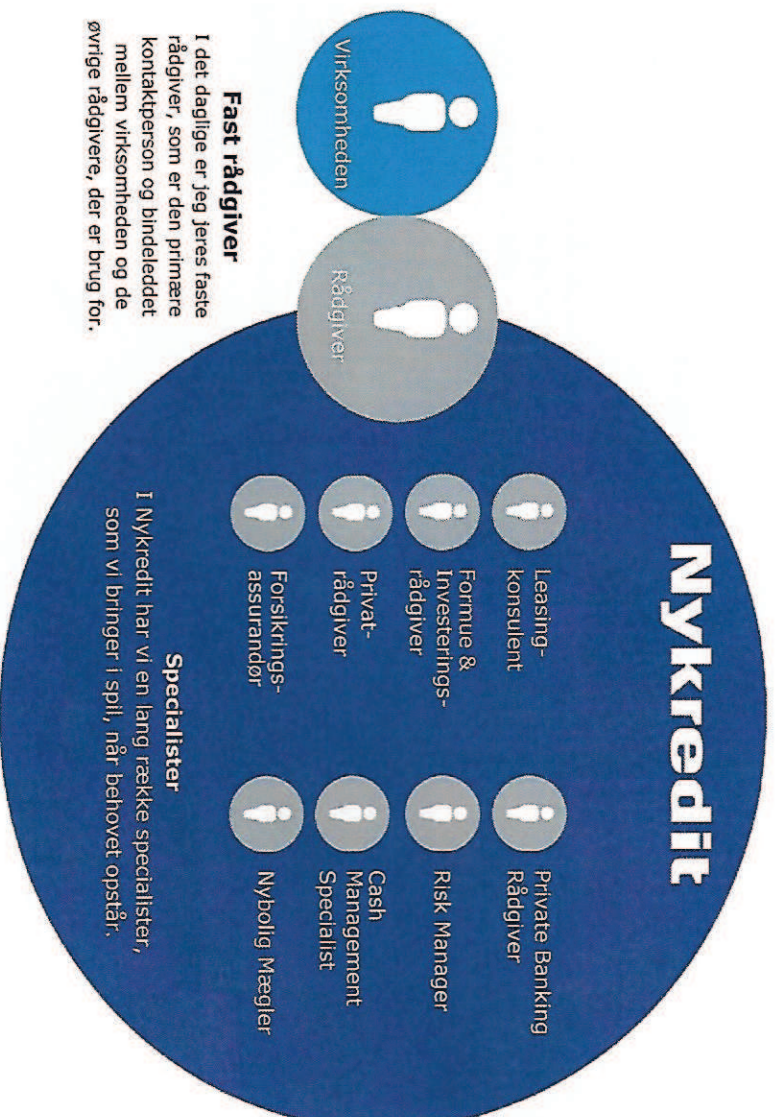 Nykredit
Virksomheden
Rådgiver
Leasing-
konsulent
Formue &
Investerings-
rådgiver
Privat-
rådgiver
Forsikrings-
assurandør
Private Banking
Rådgiver
Risk Manager
Cash
Management
Specialist
Nybolig Mægler
Fast rådgiver
I det daglige er jeg jeres faste
rådgiver, som er den primære
kontaktperson og bindeleddet
mellem virksomheden og de
øvrige rådgivere, der er brug for.
Specialister
I Nykredit har vi en lang række specialister,
som vi bringer i spil, når behovet opstår.